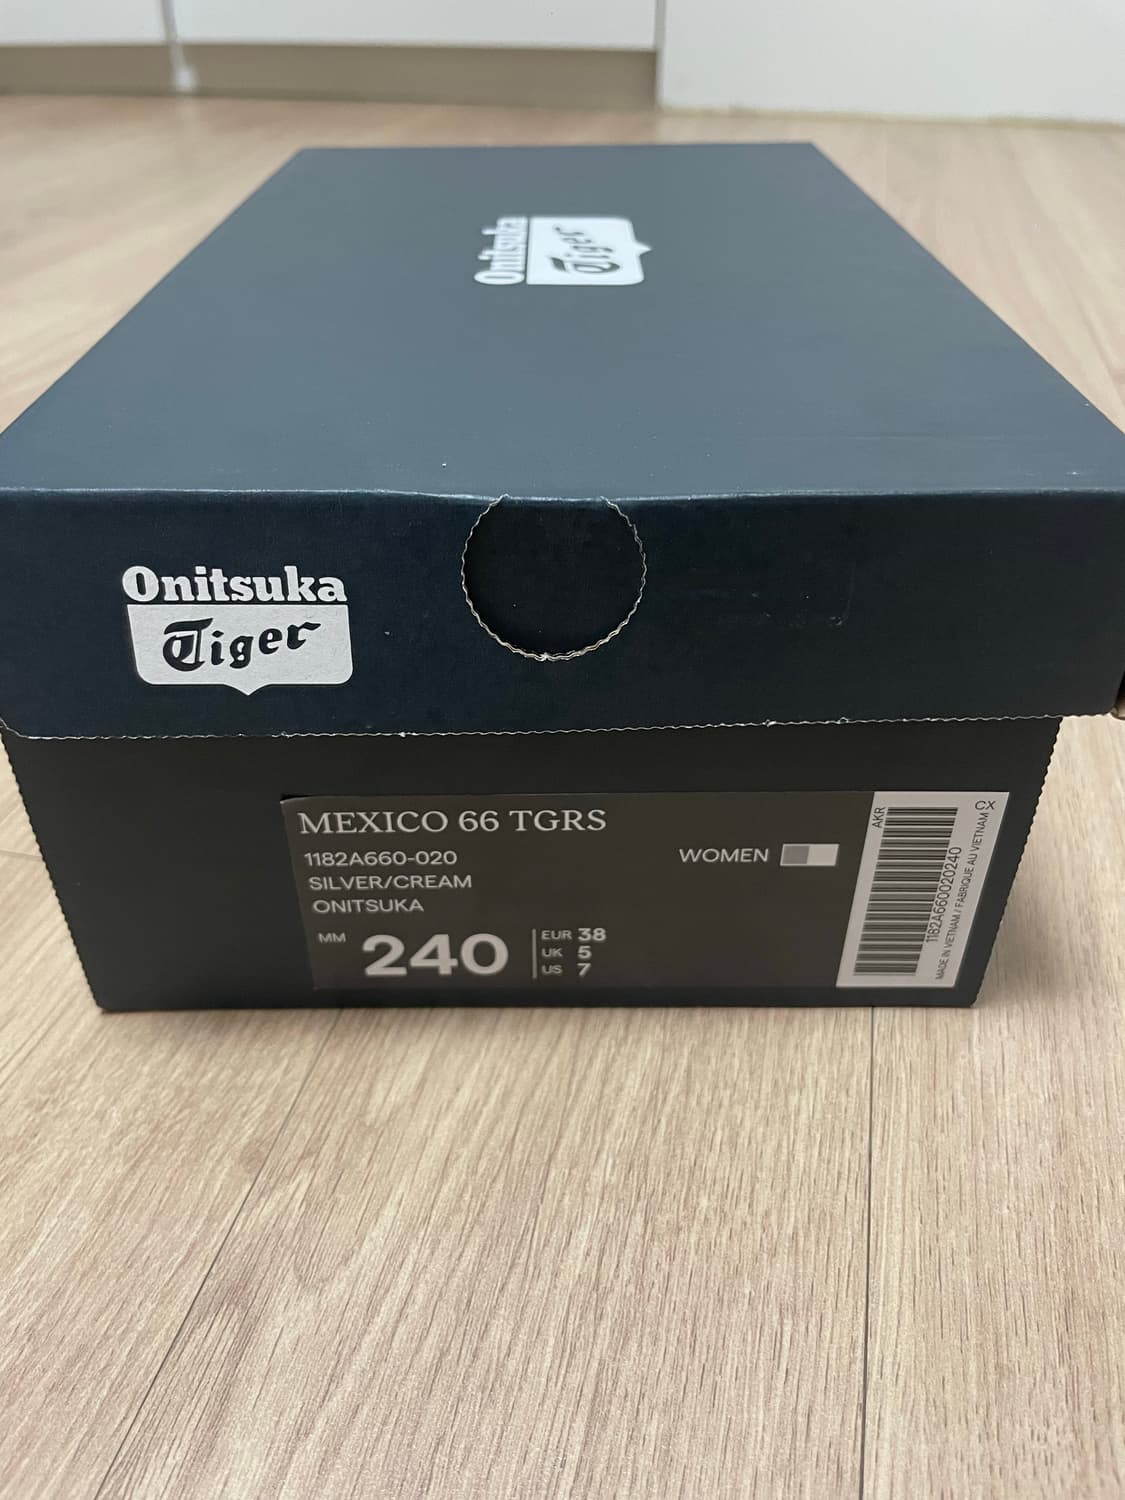 Onitsuka
Tiger
Onitsuka
Tiger
MEXICO 66 TGRS
1182A660-020
SILVER/CREAM
ONITSUKA
WOMEN
MM 240
EUR 38
UK 5
US 7
AKR
CX
1182A660020240
MADE IN VIETNAM / FABRIQUE AU VIETNAM